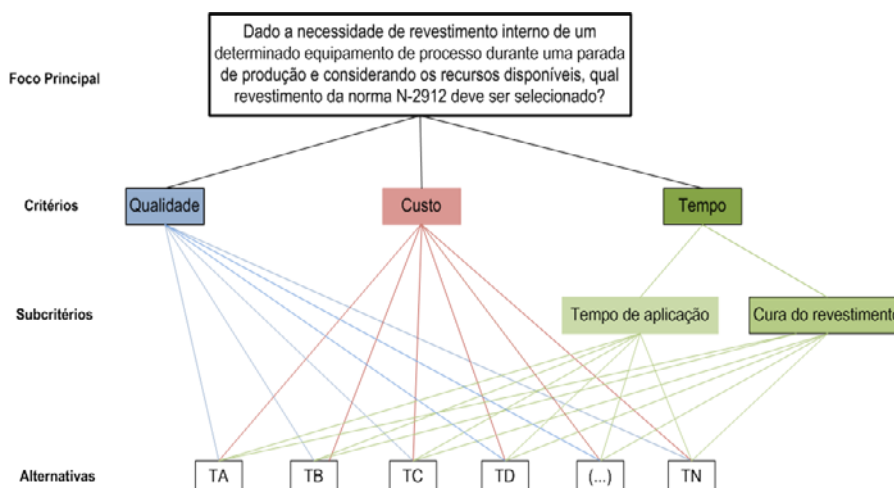 Foco Principal
Dado a necessidade de revestimento interno de um
determinado equipamento de processo durante uma parada
de produção e considerando os recursos disponíveis, qual
revestimento da norma N-2912 deve ser selecionado?
Critérios
Qualidade
Custo
Tempo
Subcritérios
Tempo de aplicação
Cura do revestimento
Alternativas
TA
TB
TC
TD
(...)
TN